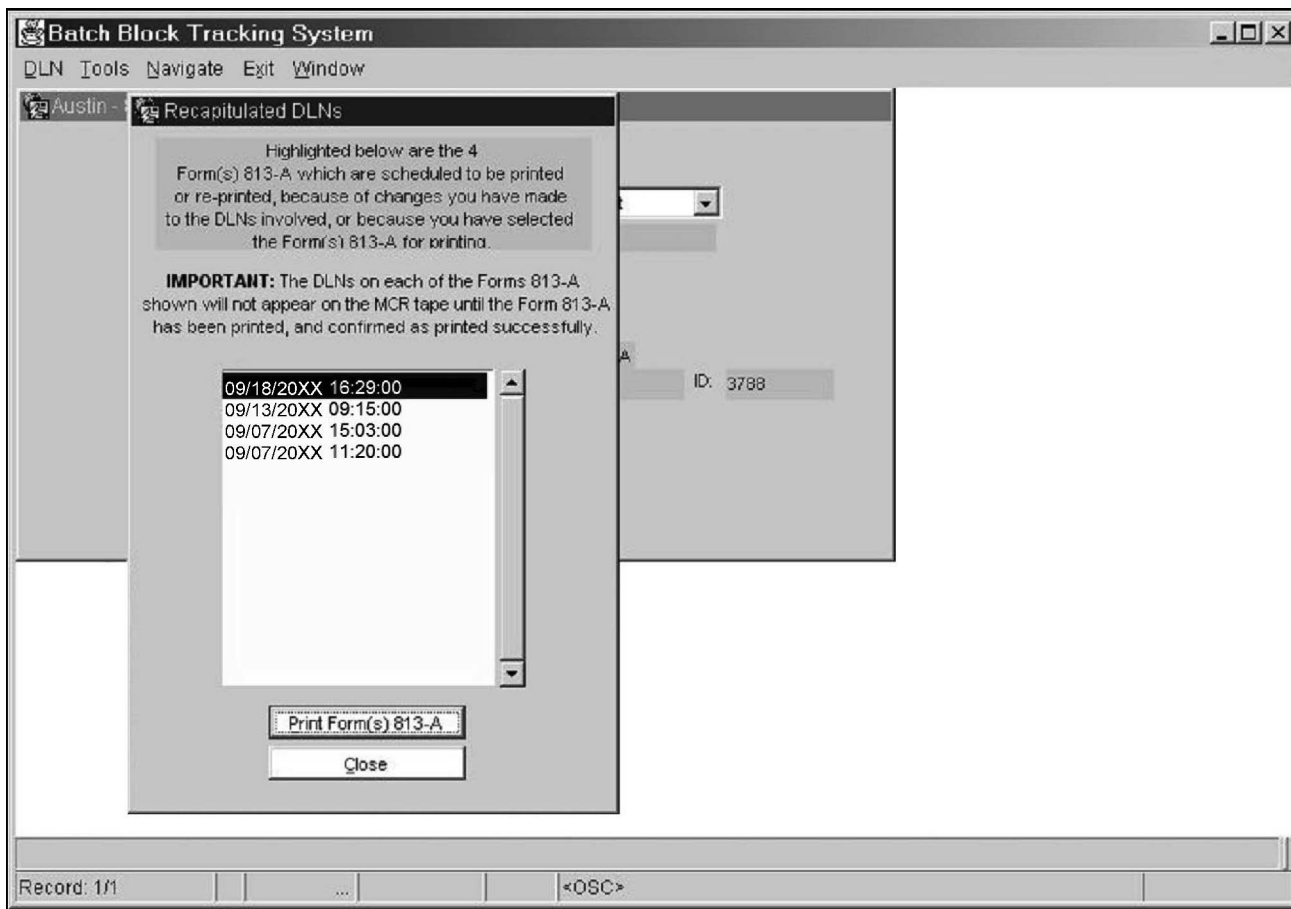 Batch Block Tracking System
DLN Tools Navigate Exit Window
Austin -
Recapitulated DLNs
Highlighted below are the 4
Form(s) 813-A which are scheduled to be printed
or re-printed, because of changes you have made
to the DLNs involved, or because you have selected
the Form(s) 813-A for printing.
IMPORTANT: The DLNs on each of the Forms 813-A
shown will not appear on the MCR tape until the Form 813-A
has been printed, and confirmed as printed successfully.
A
ID: 3788
09/18/20XX 16:29:00
09/13/20XX 09:15:00
09/07/20XX 15:03:00
09/07/20XX 11:20:00
Print Form(s) 813-A
Close
Record: 1/1 ... <OSC>